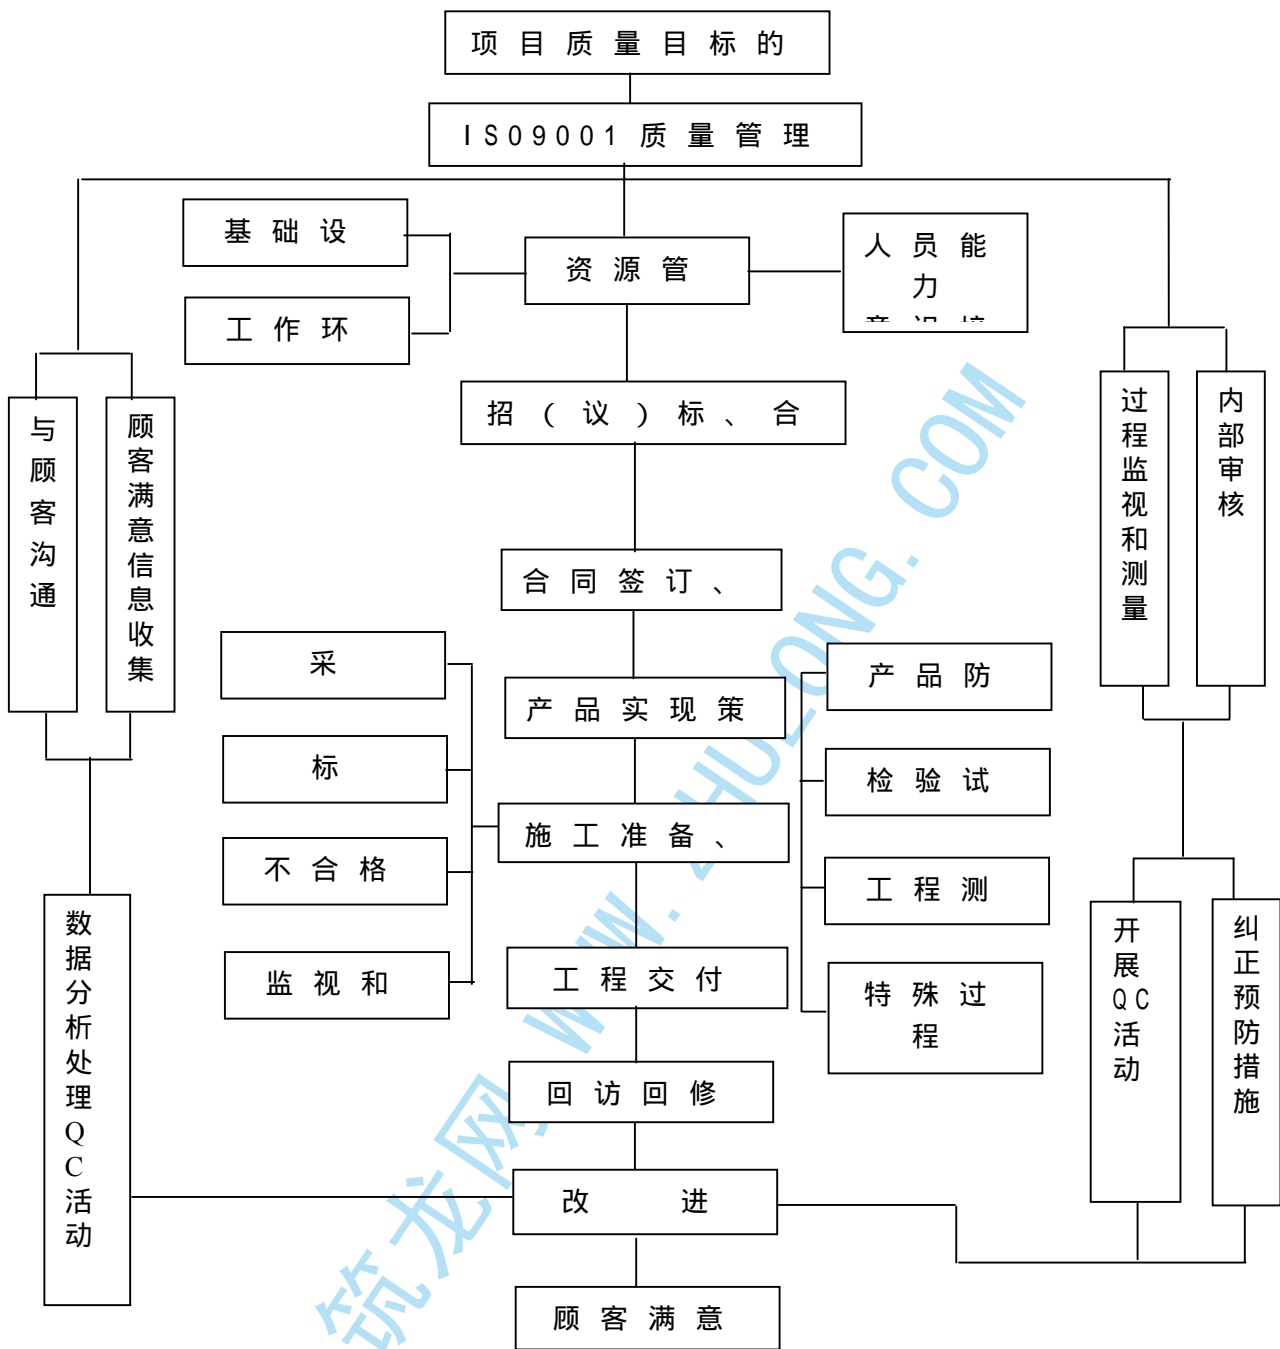 项目质量目标的
IS09001质量管理
基础设
资源管
人员能
力
工作环
招（议）标、合
与顾客沟通
顾客满意信息收集
过程监视和测量
内部审核
合同签订、
采
产品实现策
产品防
标
检验试
施工准备、
不合格
工程测
监视和
工程交付
特殊过
程
数据分析处理QC活动
开展QC活动
纠正预防措施
回访回修
改进
顾客满意
筑龙网 WWW.ZHULONG.COM